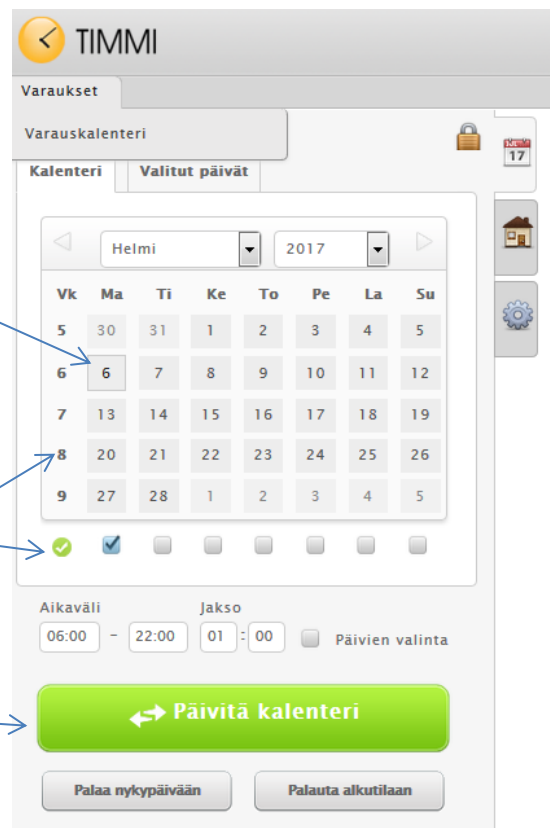 TIMMI
Varaukset
Varauskalenteri
17
Kalenteri Valitut päivät
Helmi 2017
Vk Ma Ti Ke To Pe La Su
5 30 31 1 2 3 4 5
6 6 7 8 9 10 11 12
7 13 14 15 16 17 18 19
8 20 21 22 23 24 25 26
9 27 28 1 2 3 4 5
Aikaväli Jakso
06:00 - 22:00 01 : 00 Päivien valinta
Päivitä kalenteri
Palaa nykypäivään Palauta alkutilaan